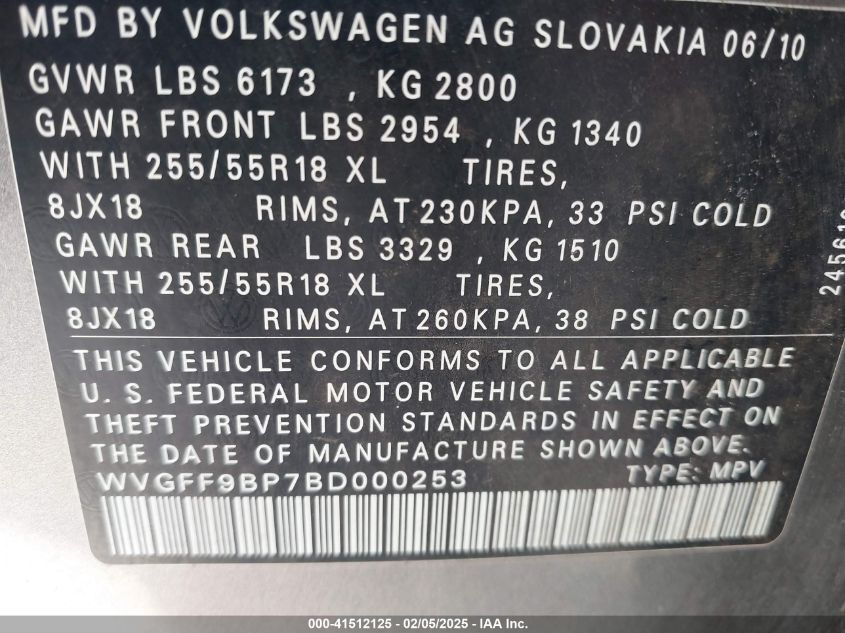 MFD BY VOLKSWAGEN AG SLOVAKIA 06/10
GVWR LBS 6173 , KG 2800
GAWR FRONT LBS 2954 , KG 1340
WITH 255/55R18 XL TIRES,
8JX18 RIMS, AT 230KPA, 33 PSI COLD
GAWR REAR LBS 3329 , KG 1510
WITH 255/55R18 XL TIRES,
8JX18 RIMS, AT 260KPA, 38 PSI COLD
THIS VEHICLE CONFORMS TO ALL APPLICABLE
U. S. FEDERAL MOTOR VEHICLE SAFETY AND
THEFT PREVENTION STANDARDS IN EFFECT ON
THE DATE OF MANUFACTURE SHOWN ABOVE.
WVGFF9BP7BD000253 TYPE: MPV
000-41512125 - 02/05/2025 - IAA Inc.